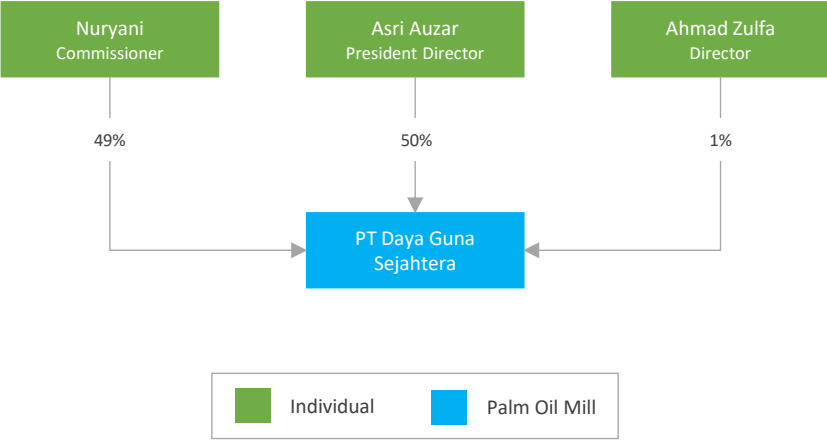 Nuryani
Commissioner
Asri Auzar
President Director
Ahmad Zulfa
Director
49%
50%
1%
PT Daya Guna
Sejahtera
Individual
Palm Oil Mill